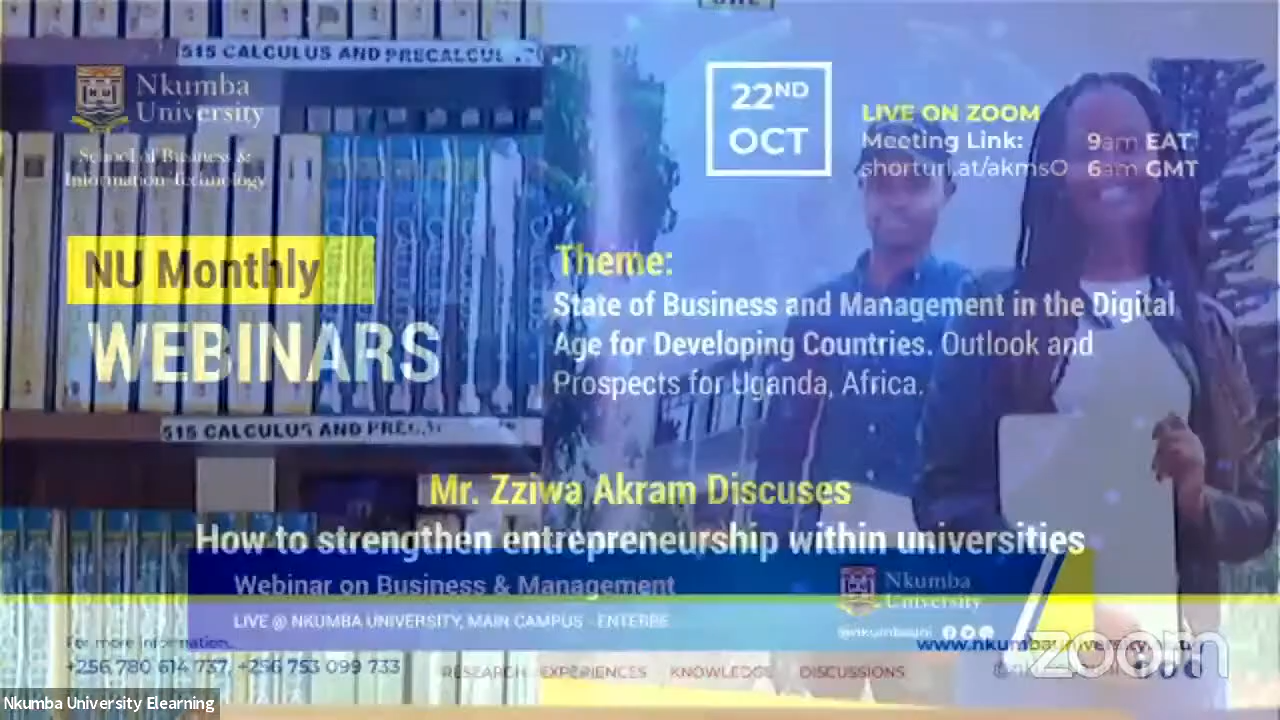 515 CALCULUS AND PRECALCUL
Nkumba
University
School of Business &
Information Technology
22ND
OCT
LIVE ON ZOOM
Meeting Link:
9am EAT
shorturl.at/akmsO
6am GMT
NU Monthly
WEBINARS
Theme:
State of Business and Management in the Digital
Age for Developing Countries. Outlook and
Prospects for Uganda, Africa.
515 CALCULUS AND PREC
Mr. Zziwa Akram Discuses
How to strengthen entrepreneurship within universities
Webinar on Business & Management
LIVE @ NKUMBA UNIVERSITY, MAIN CAMPUS - ENTEBBE
Nkumba
University
@nkumbauni
For more information.
+256 780 614 737, +256 753 099 733
RESEARCH EXPERIENCES KNOWLEDGE DISCUSSIONS
zoom
Nkumba University Elearning